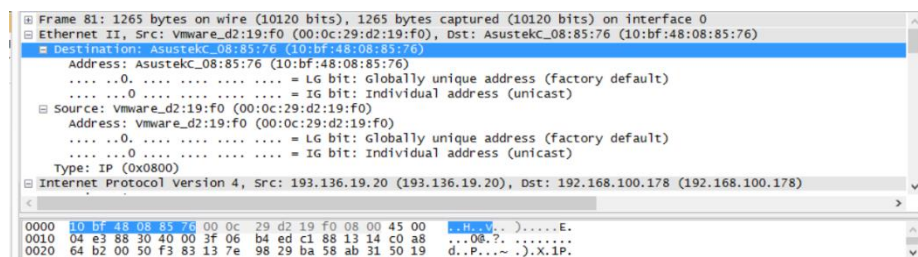 Frame 81: 1265 bytes on wire (10120 bits), 1265 bytes captured (10120 bits) on interface 0
Ethernet II, Src: Vmware_d2:19:f0 (00:0c:29:d2:19:f0), Dst: AsustekC_08:85:76 (10:bf:48:08:85:76)
Destination: AsustekC_08:85:76 (10:bf:48:08:85:76)
Address: AsustekC_08:85:76 (10:bf:48:08:85:76)
.... ..0. .... .... .... .... = LG bit: Globally unique address (factory default)
.... ...0 .... .... .... .... = IG bit: Individual address (unicast)
Source: Vmware_d2:19:f0 (00:0c:29:d2:19:f0)
Address: Vmware_d2:19:f0 (00:0c:29:d2:19:f0)
.... ..0. .... .... .... .... = LG bit: Globally unique address (factory default)
.... ...0 .... .... .... .... = IG bit: Individual address (unicast)
Type: IP (0x0800)
Internet Protocol Version 4, Src: 193.136.19.20 (193.136.19.20), Dst: 192.168.100.178 (192.168.100.178)
0000 10 bf 48 08 85 76 00 0c 29 d2 19 f0 08 00 45 00 ..H..v.. ).....E.
0010 04 e3 88 30 40 00 3f 06 b4 ed c1 88 13 14 c0 a8 ...0@.?. ........
0020 64 b2 00 50 f3 83 13 7e 98 29 ba 58 ab 31 50 19 d..P...~ .).X.1P.